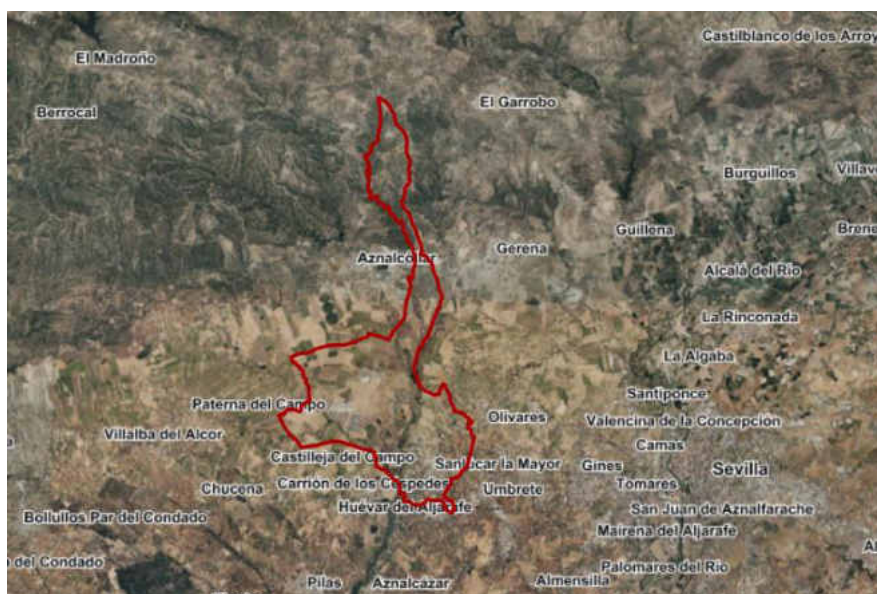 Castilblanco de los Arroy
El Madroño
El Garrobo
Berrocal
Burguillos
Villav
Guillena
Brene
Gerena
Aznalcóllar
Alcalá del Río
La Rinconada
La Algaba
Santiponce
Paterna del Campo
Olivares
Valencina de la Concepción
Villalba del Alcor
Camas
Castilleja del Campo
Sanlúcar la Mayor
Gines
Sevilla
Carrión de los Céspedes
Tomares
Chucena
Umbrete
Huévar del Aljarafe
San Juan de Aznalfarache
Bollullos Par del Condado
Mairena del Aljarafe
Al
o del Condado
Palomares del Río
Pilas
Aznalcazar
Almensilla